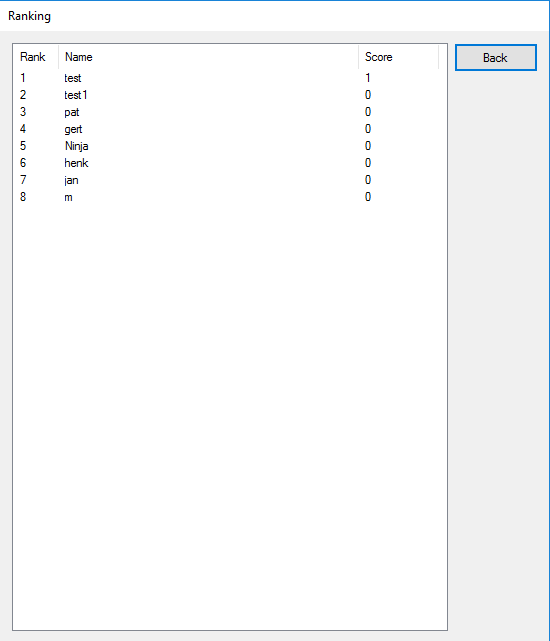 Ranking
Rank Name Score Back
1 test 1
2 test1 0
3 pat 0
4 gert 0
5 Ninja 0
6 henk 0
7 jan 0
8 m 0